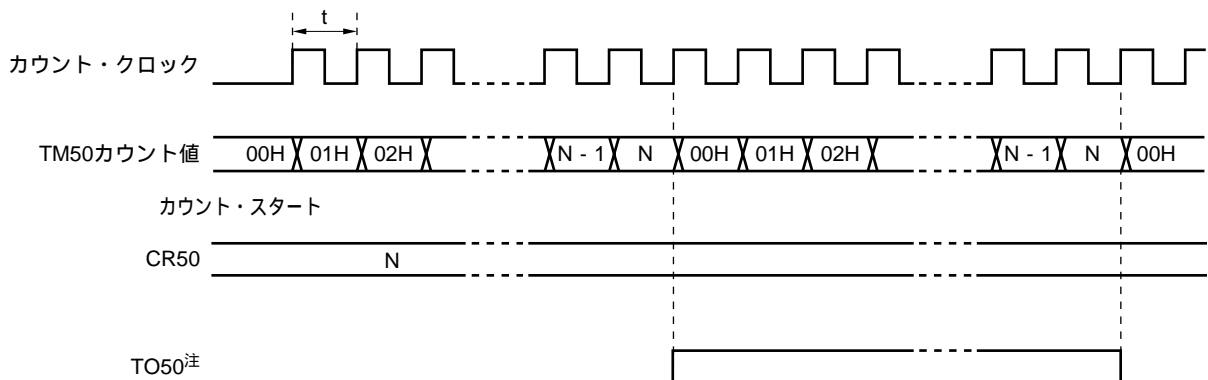 t
カウント・クロック
TM50カウント値 00H 01H 02H N - 1 N 00H 01H 02H N - 1 N 00H
カウント・スタート
CR50 N
TO50注